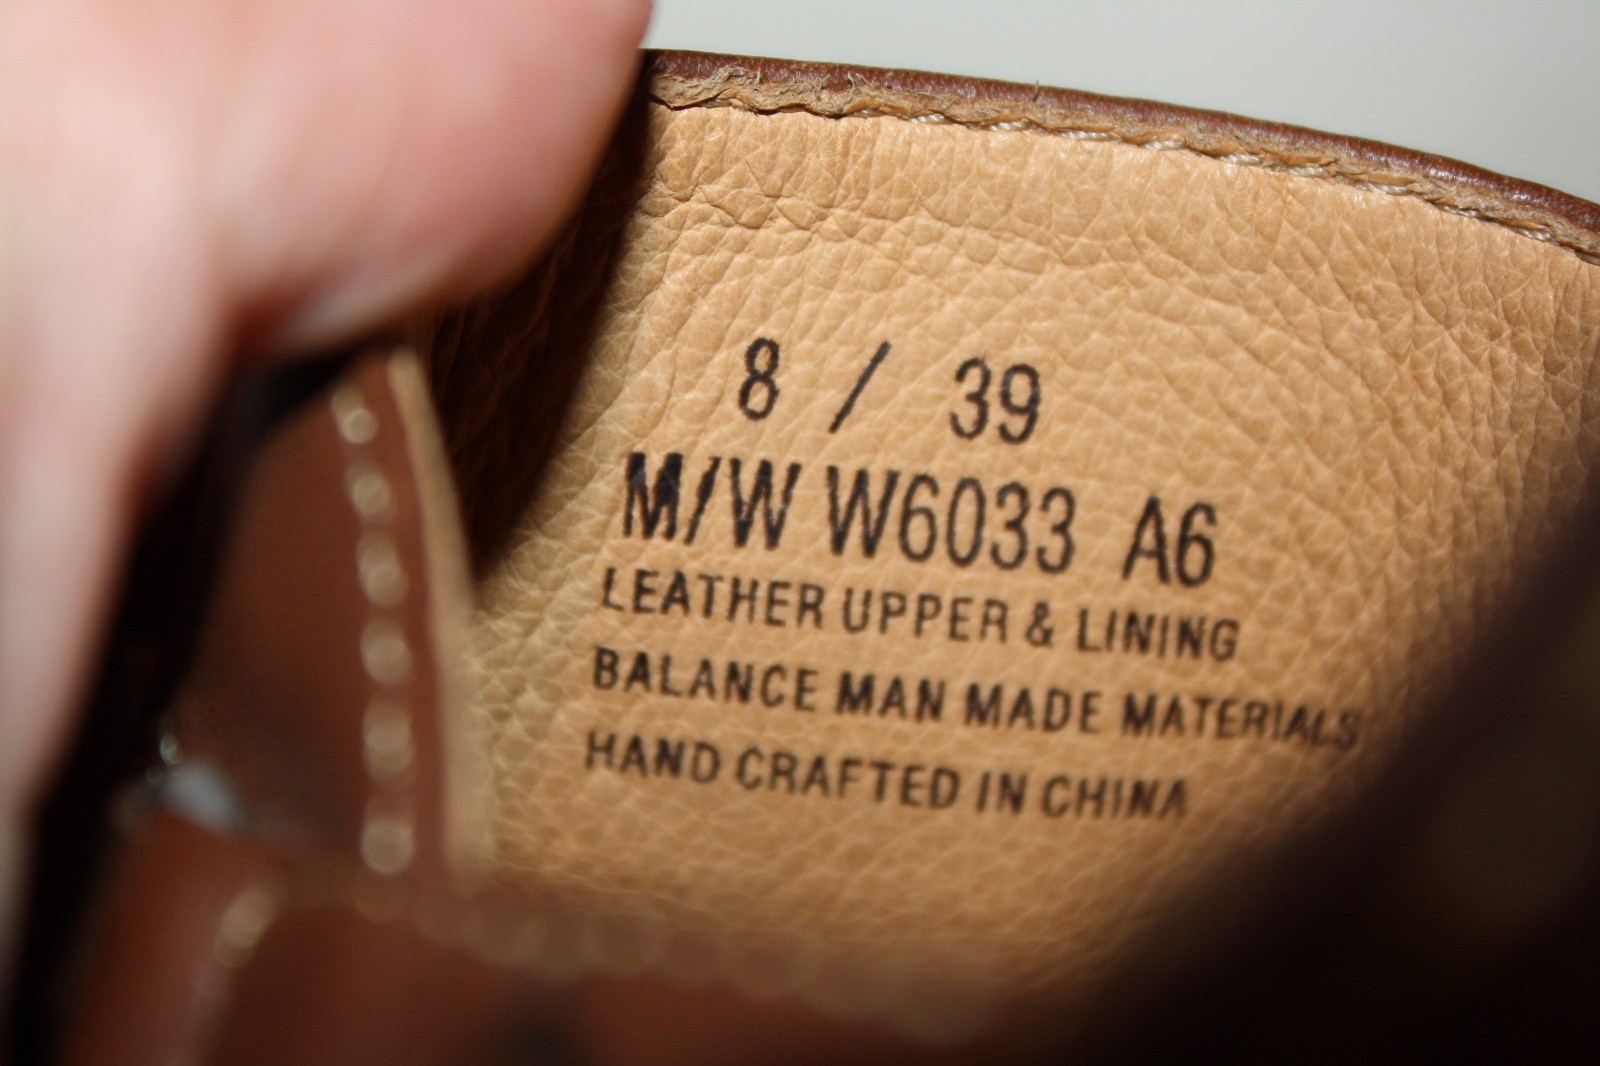 8 / 39
M/W W6033 A6
LEATHER UPPER & LINING
BALANCE MAN MADE MATERIALS
HAND CRAFTED IN CHINA